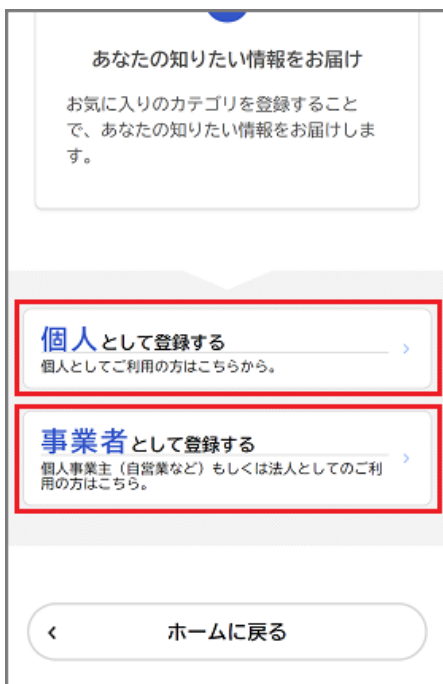 あなたの知りたい情報をお届け
お気に入りのカテゴリを登録すること
で、あなたの知りたい情報をお届けしま
す。
個人として登録する
個人としてご利用の方はこちらから。
事業者として登録する
個人事業主（自営業など）もしくは法人としてのご利
用の方はこちら。
ホームに戻る